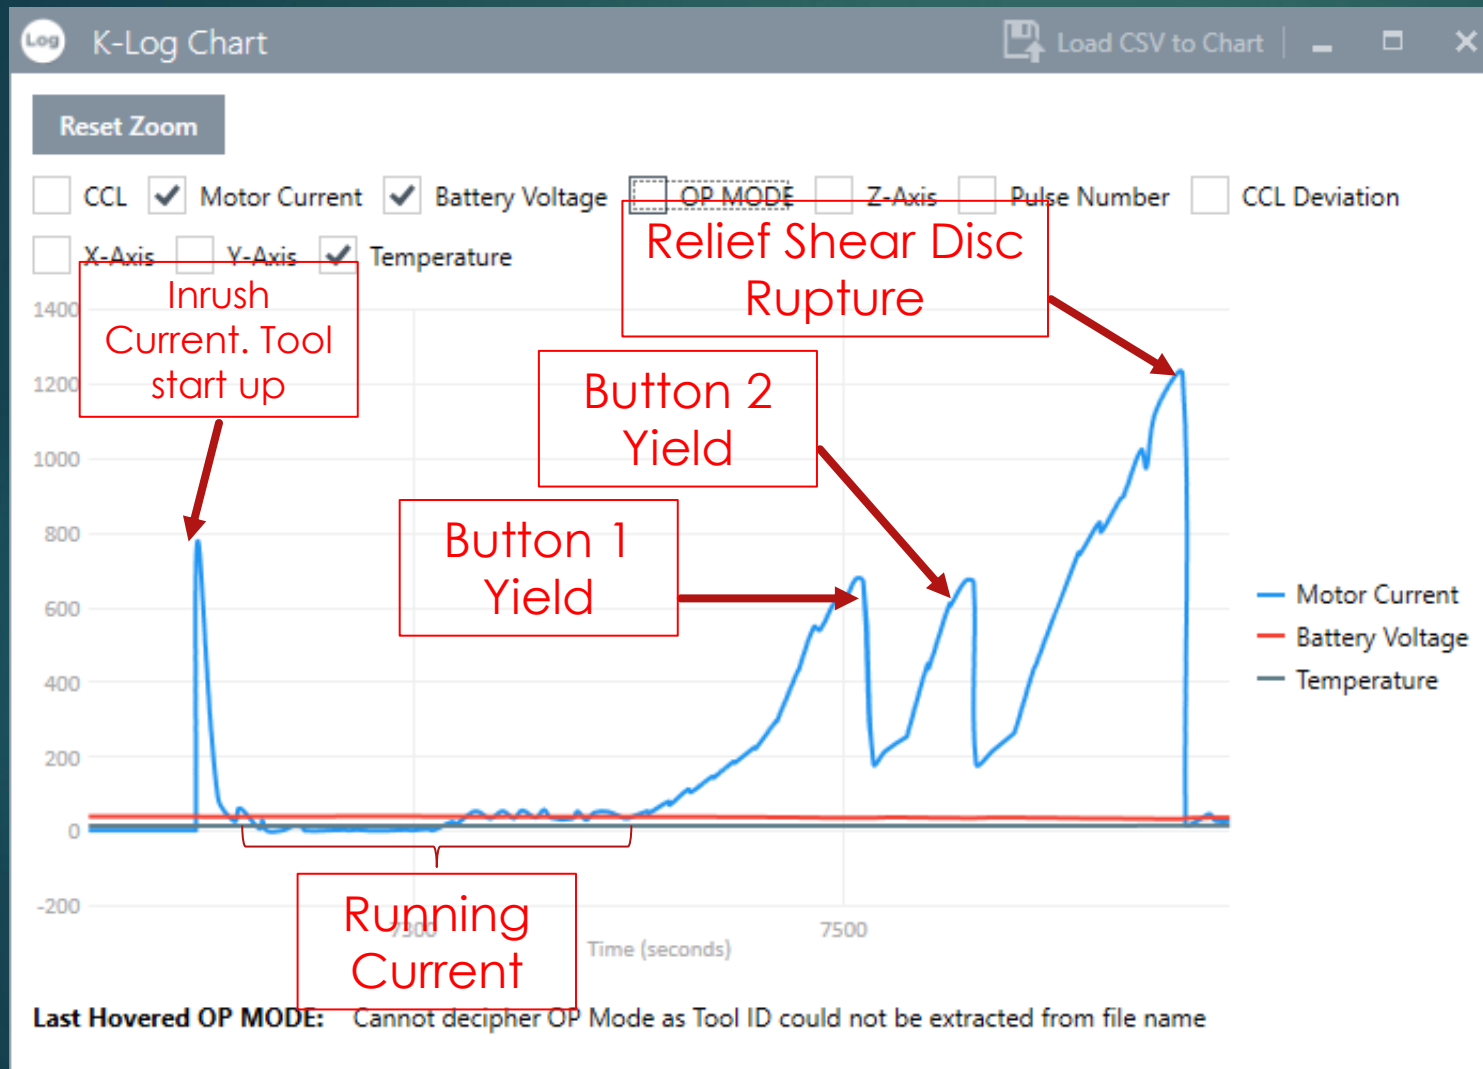 Log K-Log Chart Load CSV to Chart
Reset Zoom
CCL Motor Current Battery Voltage OP MODE Z-Axis Pulse Number CCL Deviation
X-Axis Y-Axis Temperature
Relief Shear Disc
Rupture
Inrush
Current. Tool
start up
Button 2
Yield
Button 1
Yield
1400
1200
1000
800
600
400
200
0
-200
Motor Current
Battery Voltage
Temperature
Running
Current
7300
7500
Time (seconds)
Last Hovered OP MODE: Cannot decipher OP Mode as Tool ID could not be extracted from file name